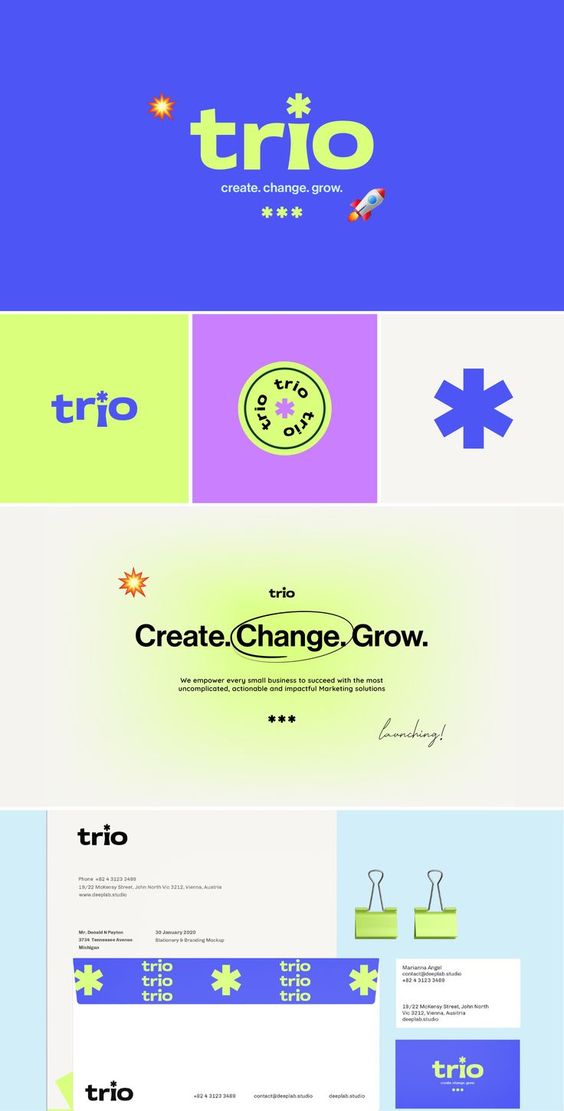 trio
create. change. grow.
***
trio
trio
trio
trio
trio
Create. Change. Grow.
We empower every small business to succeed with the most
uncomplicated, actionable and impactful Marketing solutions
***
launching!
trio
Phone +62 4 3123 3489
19/22 McKensy Street, John North Vic 3212, Vienna, Austria
www.deeplab.studio
Mr. Donald N Payton
3734 Tennessee Avenue
Michigan
30 January 2020
Stationery & Branding Mockup
trio
trio
trio
trio
trio
trio
trio
+62 4 3123 3489
contact@deeplab.studio
deeplab.studio
Marianna Angel
contact@deeplab.studio
+62 4 3123 3489
19/22 McKensy Street, John North
Vic 3212, Vienna, Austria
deeplab.studio
trio
create. change. grow.
***